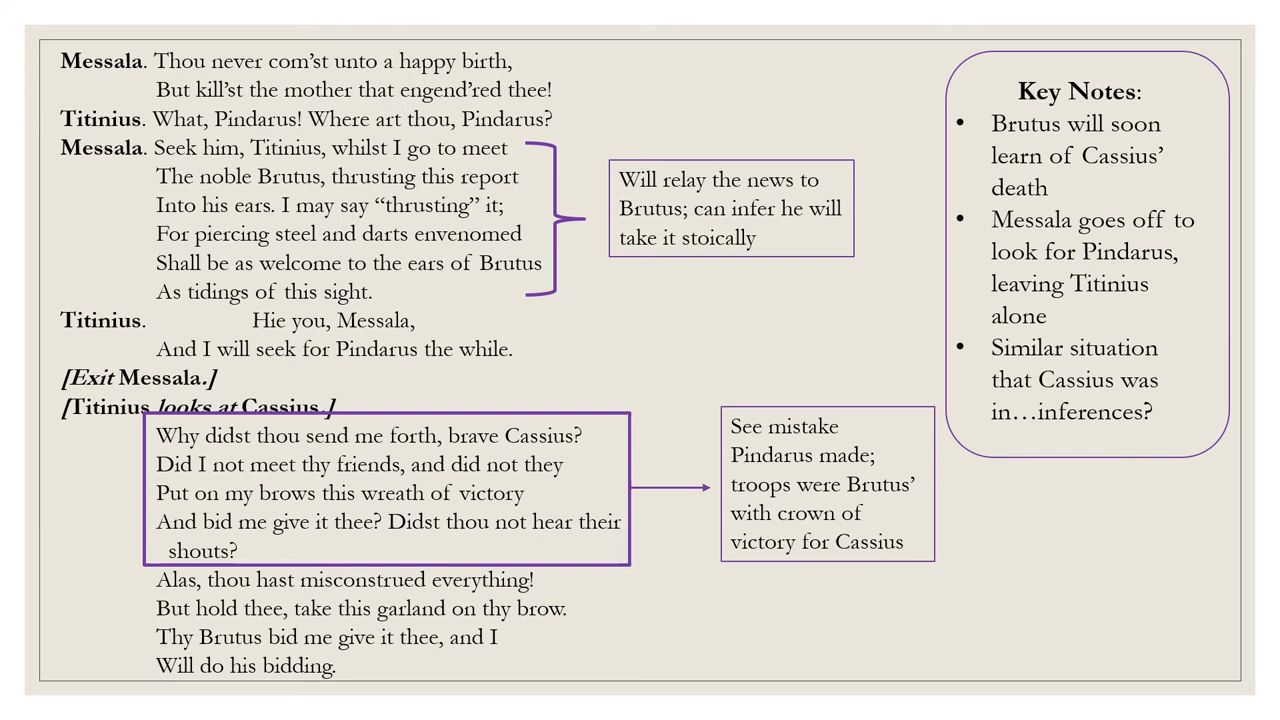 Messala. Thou never com’st unto a happy birth,
But kill’st the mother that engend’red thee!
Titinius. What, Pindarus! Where art thou, Pindarus?
Messala. Seek him, Titinius, whilst I go to meet
The noble Brutus, thrusting this report
Into his ears. I may say “thrusting” it;
For piercing steel and darts envenomed
Shall be as welcome to the ears of Brutus
As tidings of this sight.
Titinius. Hie you, Messala,
And I will seek for Pindarus the while.
[Exit Messala.]
[Titinius looks at Cassius.]
Why didst thou send me forth, brave Cassius?
Did I not meet thy friends, and did not they
Put on my brows this wreath of victory
And bid me give it thee? Didst thou not hear their
shouts?
Alas, thou hast misconstrued everything!
But hold thee, take this garland on thy brow.
Thy Brutus bid me give it thee, and I
Will do his bidding.
Will relay the news to
Brutus; can infer he will
take it stoically
See mistake
Pindarus made;
troops were Brutus’
with crown of
victory for Cassius
Key Notes:
• Brutus will soon
learn of Cassius’
death
• Messala goes off to
look for Pindarus,
leaving Titinius
alone
• Similar situation
that Cassius was
in…inferences?